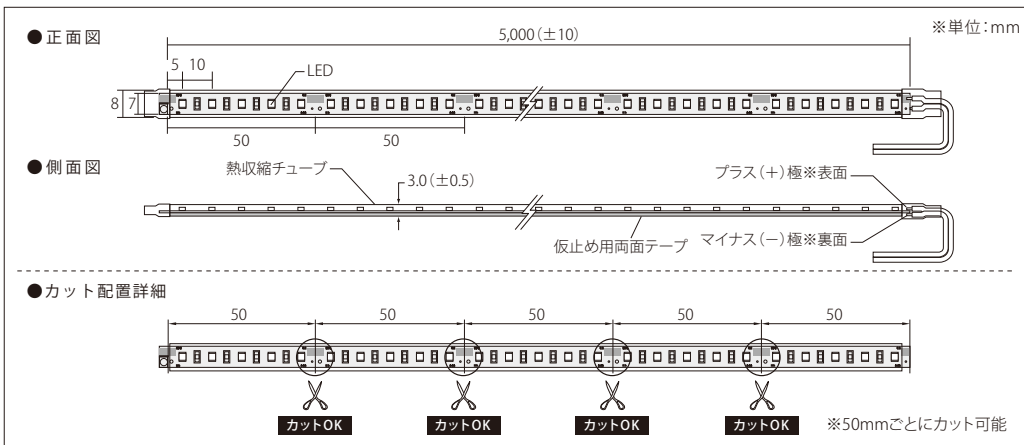 ●正面図
※単位：mm
5,000（±10）
5 10
LED
8 7
50 50
●側面図
熱収縮チューブ
3.0（±0.5）
プラス（＋）極※表面
仮止め用両面テープ
マイナス（－）極※裏面
●カット配置詳細
50 50 50 50 50
カットOK カットOK カットOK カットOK
※50mmごとにカット可能